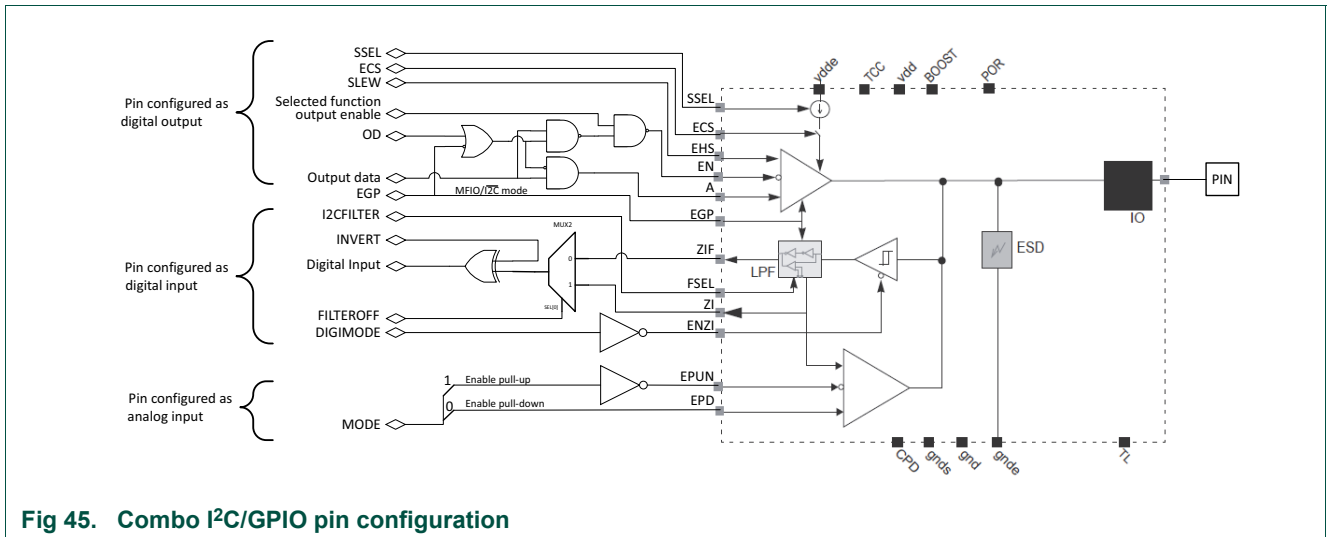 SSEL
ECS
SLEW
Selected function
output enable
OD
Output data
EGP
MFIO/I2C mode
Pin configured as
digital output
I2CFILTER
INVERT
Digital Input
FILTEROFF
DIGIMODE
Pin configured as
digital input
MUX2
0
1
SEL[0]
MODE
1
Enable pull-up
0
Enable pull-down
Pin configured as
analog input
SSEL
ECS
EHS
EN
A
EGP
ZIF
FSEL
ZI
ENZI
EPUN
EPD
vdde
TCC
vdd
BOOST
POR
LPF
ESD
IO
PIN
CPD
gnds
gnd
gnde
TL
Fig 45. Combo I2C/GPIO pin configuration